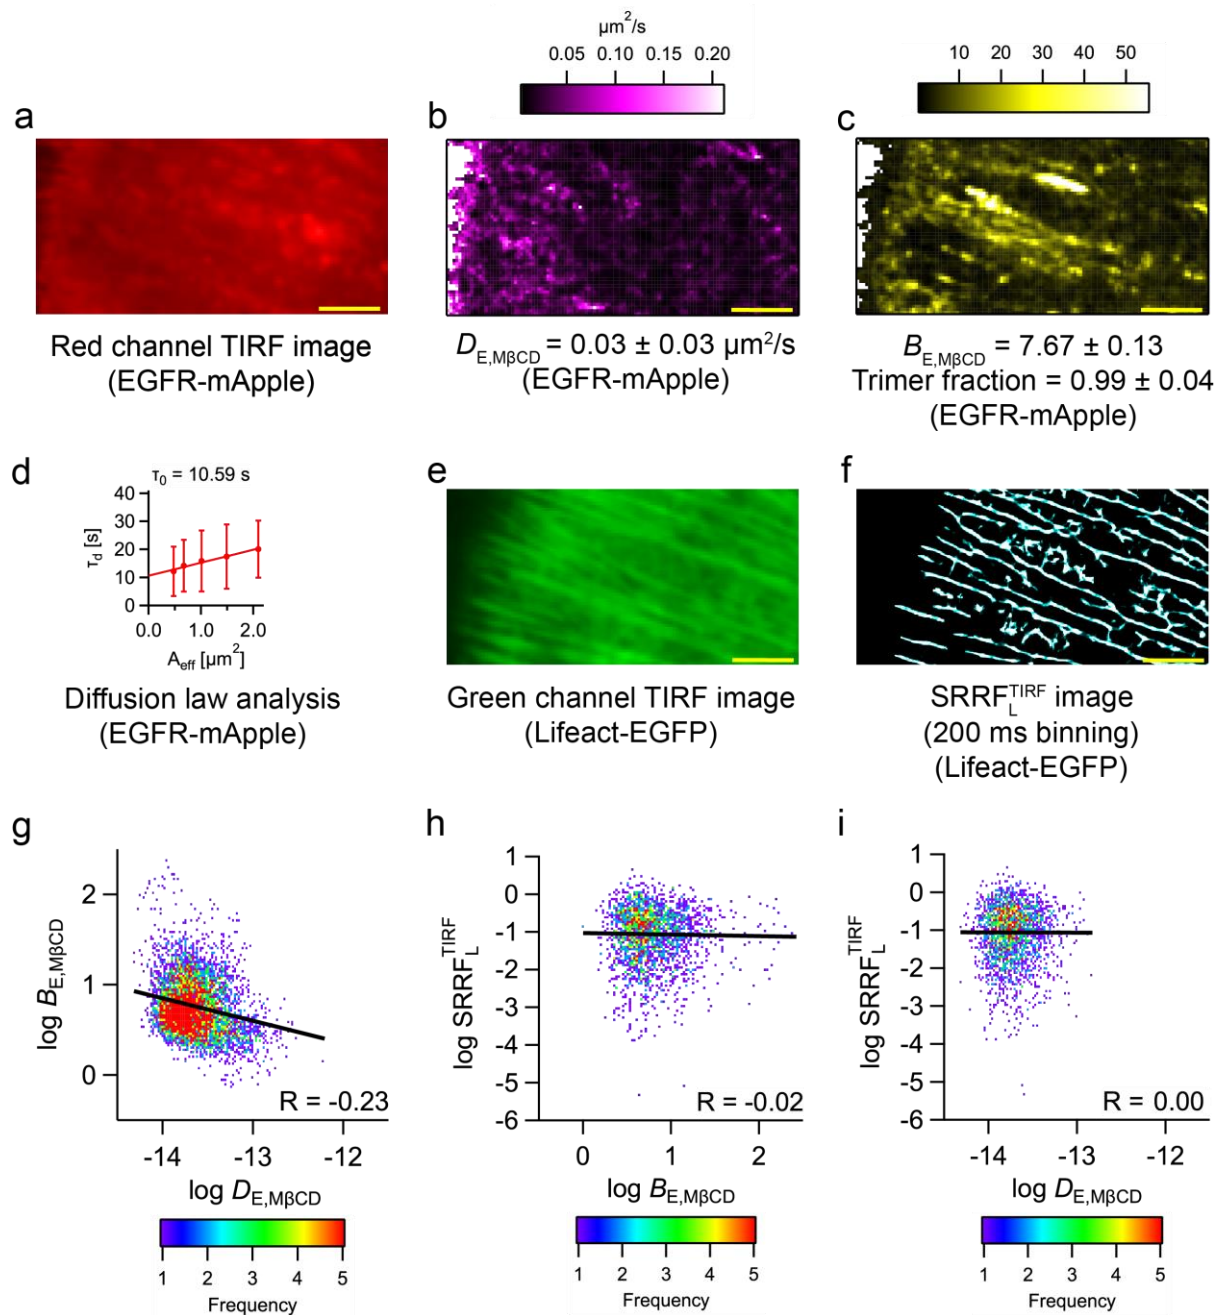 μm²/s
0.05 0.10 0.15 0.20
10 30 50
a
b
c
Red channel TIRF image
(EGFR-mApple)
D_E,MβCD = 0.03 ± 0.03 μm²/s
(EGFR-mApple)
B_E,MβCD = 7.67 ± 0.13
Trimer fraction = 0.99 ± 0.04
(EGFR-mApple)
d
τ₀ = 10.59 s
τ_d [s]
40
30
20
10
0
0.0 1.0 2.0
A_eff [μm²]
Diffusion law analysis
(EGFR-mApple)
e
Green channel TIRF image
(Lifeact-EGFP)
f
SRRF_L^TIRF image
(200 ms binning)
(Lifeact-EGFP)
g
log B_E,MβCD
2
1
0
R = -0.23
-14 -13 -12
log D_E,MβCD
1 2 3 4 5
Frequency
h
log SRRF_L^TIRF
1
0
-1
-2
-3
-4
-5
-6
R = -0.02
0 1 2
log B_E,MβCD
1 2 3 4 5
Frequency
i
log SRRF_L^TIRF
1
0
-1
-2
-3
-4
-5
-6
R = 0.00
-14 -13 -12
log D_E,MβCD
1 2 3 4 5
Frequency